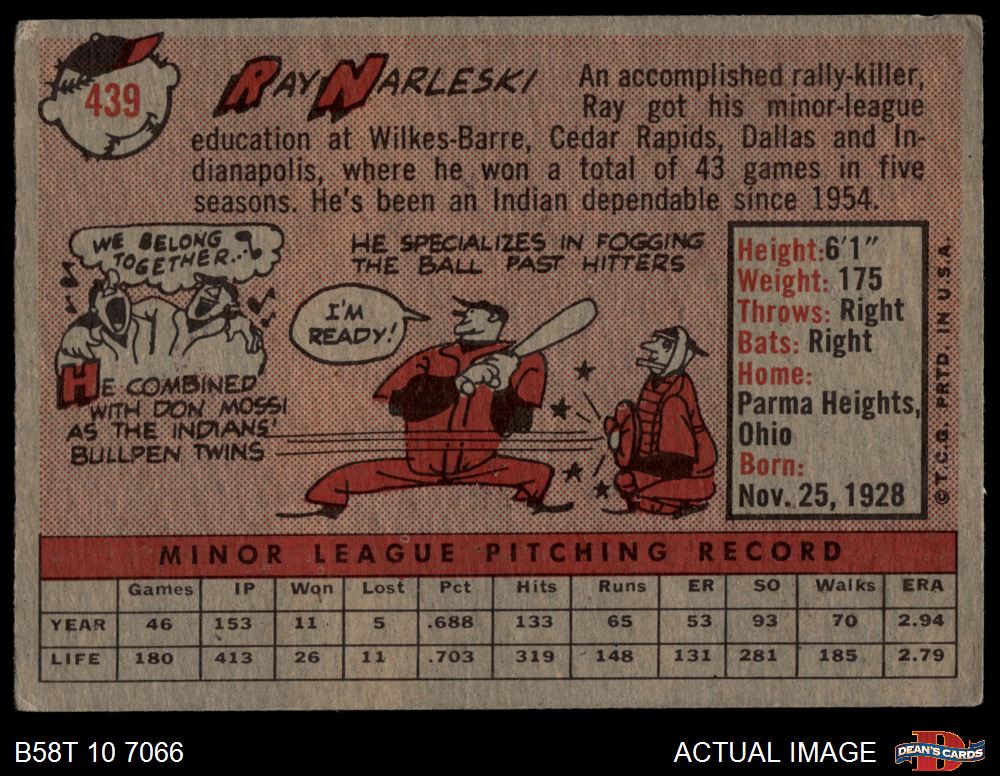 439
RAY NARLESKI
An accomplished rally-killer,
Ray got his minor-league
education at Wilkes-Barre, Cedar Rapids, Dallas and In-
dianapolis, where he won a total of 43 games in five
seasons. He's been an Indian dependable since 1954.
WE BELONG
TOGETHER..
HE COMBINED
WITH DON MOSSI
AS THE INDIANS'
BULLPEN TWINS
HE SPECIALIZES IN FOGGING
THE BALL PAST HITTERS
I'M
READY!
Height: 6'1"
Weight: 175
Throws: Right
Bats: Right
Home:
Parma Heights,
Ohio
Born:
Nov. 25, 1928
© T.C.G. PRTD. IN U.S.A.
MINOR LEAGUE PITCHING RECORD
Games IP Won Lost Pct Hits Runs ER SO Walks ERA
YEAR 46 153 11 5 .688 133 65 53 93 70 2.94
LIFE 180 413 26 11 .703 319 148 131 281 185 2.79
B58T 10 7066
ACTUAL IMAGE
D
DEAN'S CARDS